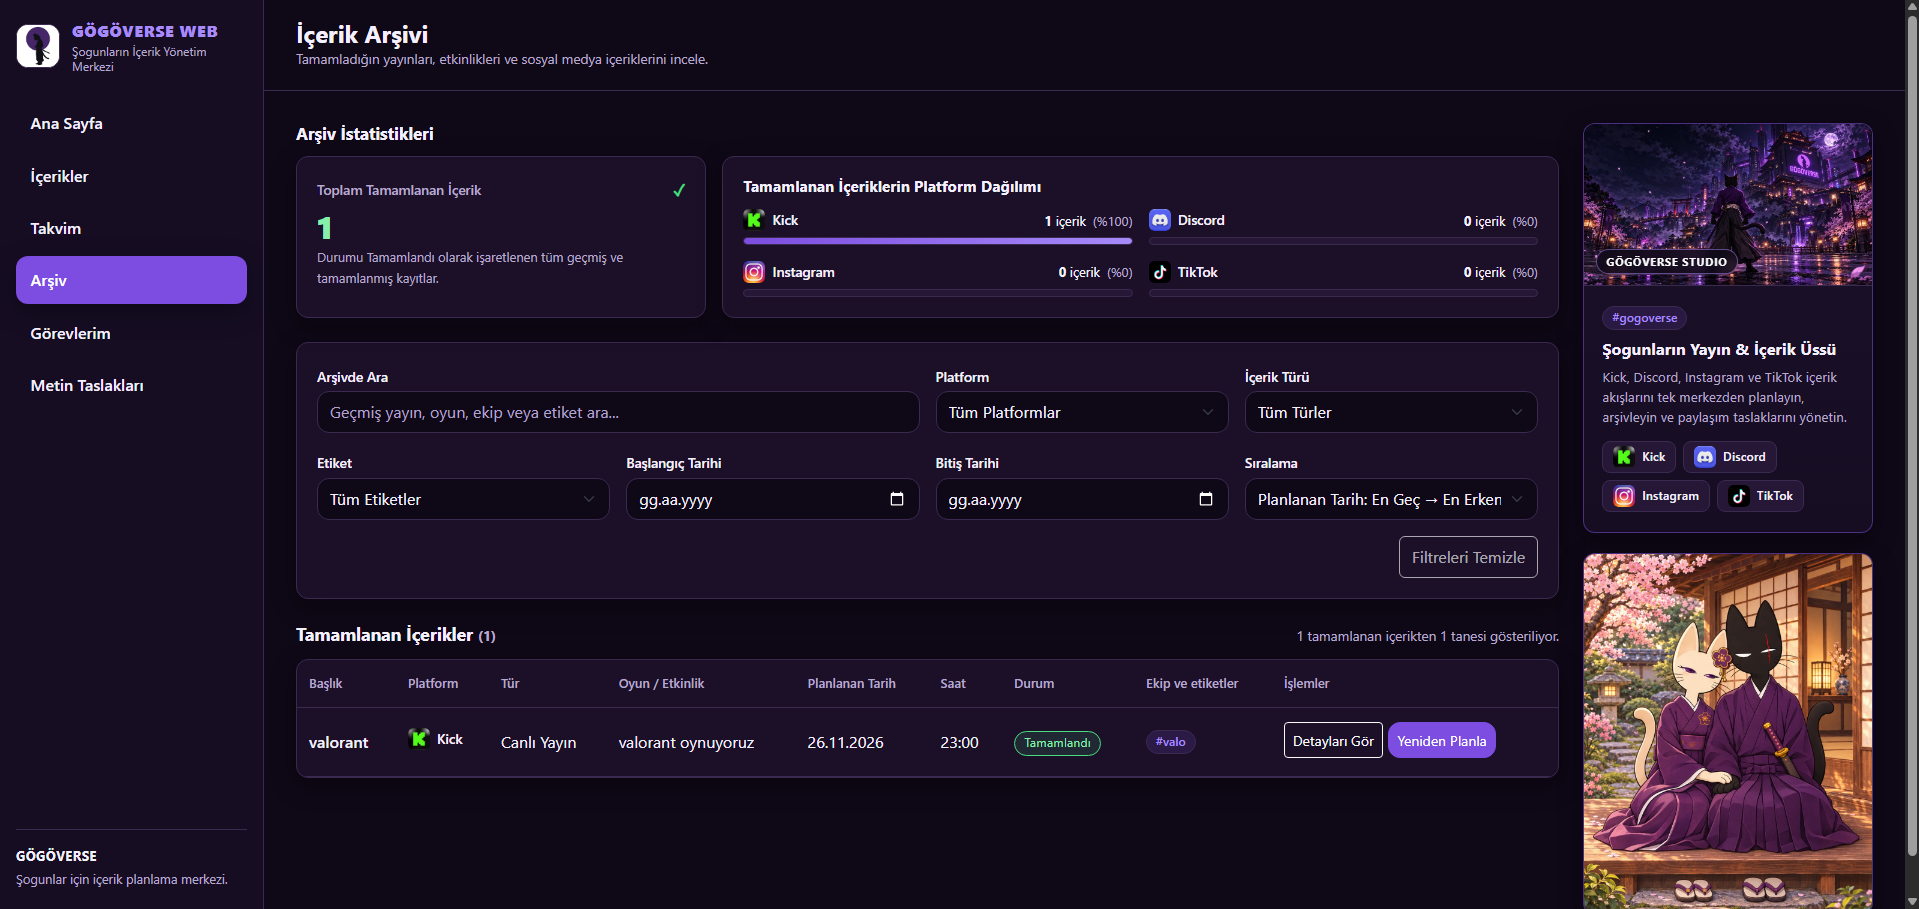 GÖGÖVERSE WEB
Şogunların İçerik Yönetim
Merkezi
Ana Sayfa
İçerikler
Takvim
Arşiv
Görevlerim
Metin Taslakları
GÖGÖVERSE
Şogunlar için içerik planlama merkezi.
İçerik Arşivi
Tamamladığın yayınları, etkinlikleri ve sosyal medya içeriklerini incele.
Arşiv İstatistikleri
Toplam Tamamlanan İçerik
1
Durumu Tamamlandı olarak işaretlenen tüm geçmiş ve
tamamlanmış kayıtlar.
Tamamlanan İçeriklerin Platform Dağılımı
Kick 1 içerik (%100)
Discord 0 içerik (%0)
Instagram 0 içerik (%0)
TikTok 0 içerik (%0)
Arşivde Ara
Geçmiş yayın, oyun, ekip veya etiket ara...
Platform
Tüm Platformlar
İçerik Türü
Tüm Türler
Etiket
Tüm Etiketler
Başlangıç Tarihi
gg.aa.yyyy
Bitiş Tarihi
gg.aa.yyyy
Sıralama
Planlanan Tarih: En Geç → En Erken
Filtreleri Temizle
Tamamlanan İçerikler (1)
1 tamamlanan içerikten 1 tanesi gösteriliyor.
Başlık Platform Tür Oyun / Etkinlik Planlanan Tarih Saat Durum Ekip ve etiketler İşlemler
valorant Kick Canlı Yayın valorant oynuyoruz 26.11.2026 23:00 Tamamlandı #valo Detayları Gör Yeniden Planla
GÖGÖVERSE
GÖGÖVERSE STUDIO
#gogoverse
Şogunların Yayın & İçerik Üssü
Kick, Discord, Instagram ve TikTok içerik
akışlarını tek merkezden planlayın,
arşivleyin ve paylaşım taslaklarını yönetin.
Kick
Discord
Instagram
TikTok